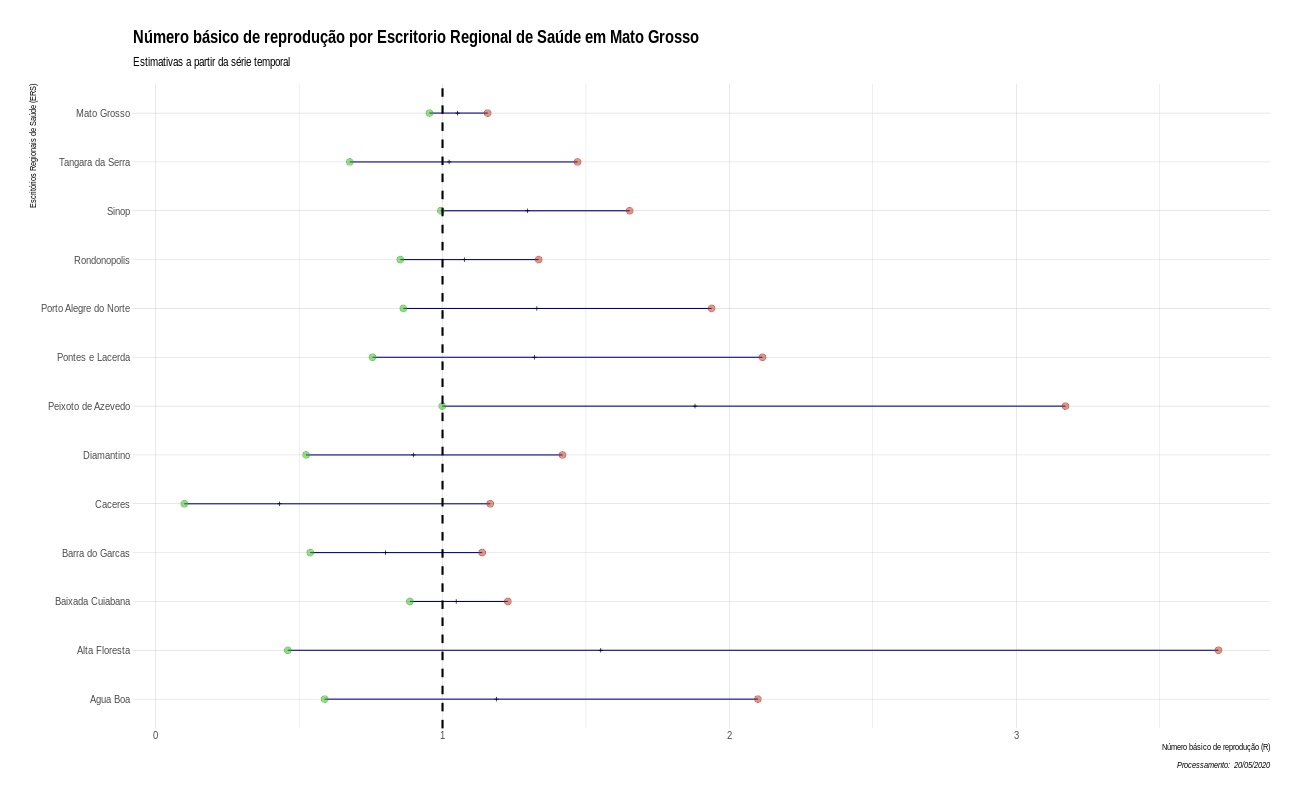 Número básico de reprodução por Escritorio Regional de Saúde em Mato Grosso
Estimativas a partir da série temporal
Escritórios Regionais de Saúde (ERS)
Mato Grosso
Tangara da Serra
Sinop
Rondonopolis
Porto Alegre do Norte
Pontes e Lacerda
Peixoto de Azevedo
Diamantino
Caceres
Barra do Garcas
Baixada Cuiabana
Alta Floresta
Agua Boa
0 1 2 3
Número básico de reprodução (R)
Processamento: 20/05/2020